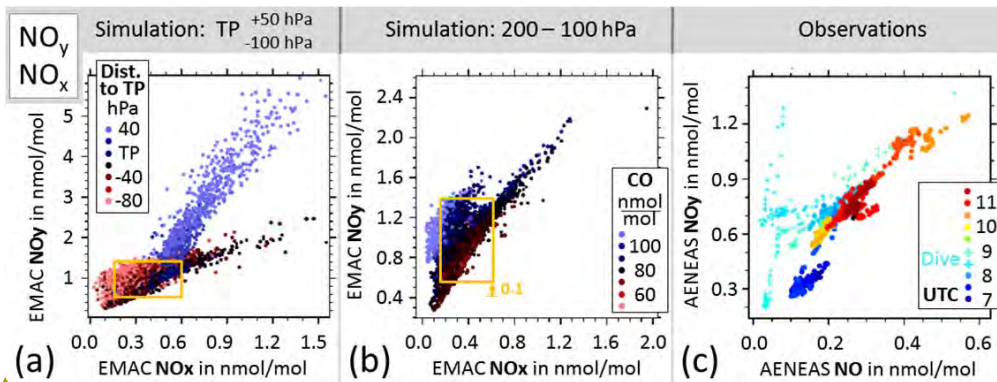 NOy
NOx
Simulation: TP +50 hPa -100 hPa
Simulation: 200 – 100 hPa
Observations
EMAC NOy in nmol/mol
5
4
3
2
1
Dist.
to TP
hPa
40
TP
-40
-80
0 0.3 0.6 0.9 1.2 1.5
(a)
EMAC NOx in nmol/mol
EMAC NOy in nmol/mol
2.4
2.0
1.6
1.2
0.8
0.4
CO
nmol
mol
100
80
60
± 0.1
0 0.4 0.8 1.2 1.6 2.0
(b)
EMAC NOx in nmol/mol
AENEAS NOy in nmol/mol
1.2
0.9
0.6
0.3
11
10
9
Dive
8
UTC 7
0 0.2 0.4 0.6
(c)
AENEAS NO in nmol/mol